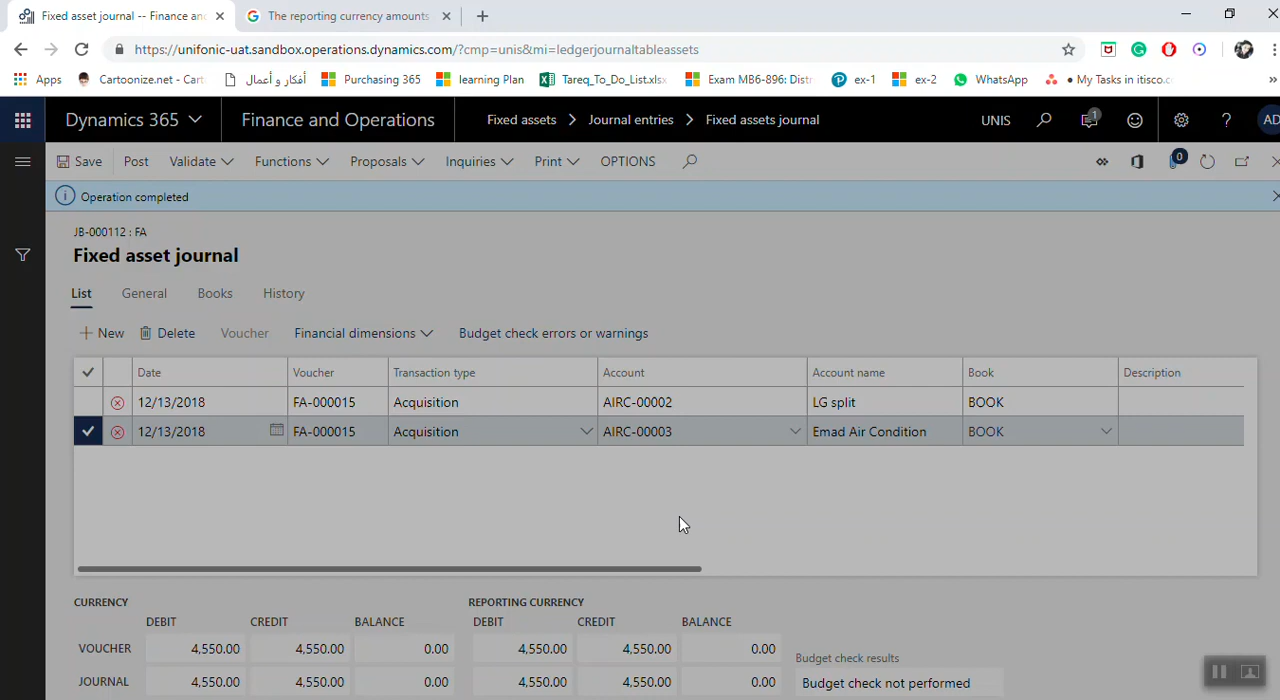 Fixed asset journal -- Finance and
The reporting currency amounts
https://unifonic-uat.sandbox.operations.dynamics.com/?cmp=unis&mi=ledgerjournaltableassets
Apps Cartoonize.net - Cart أفكار و أعمال Purchasing 365 learning Plan Tareq_To_Do_List.xlsx Exam MB6-896: Distr ex-1 ex-2 WhatsApp • My Tasks in itisco.c »
Dynamics 365 Finance and Operations Fixed assets > Journal entries > Fixed assets journal UNIS 1 ? AD
Save Post Validate Functions Proposals Inquiries Print OPTIONS 0
Operation completed
JB-000112 : FA
Fixed asset journal
List General Books History
New Delete Voucher Financial dimensions Budget check errors or warnings
Date Voucher Transaction type Account Account name Book Description
12/13/2018 FA-000015 Acquisition AIRC-00002 LG split BOOK
12/13/2018 FA-000015 Acquisition AIRC-00003 Emad Air Condition BOOK
CURRENCY REPORTING CURRENCY
DEBIT CREDIT BALANCE DEBIT CREDIT BALANCE
VOUCHER 4,550.00 4,550.00 0.00 4,550.00 4,550.00 0.00
Budget check results
JOURNAL 4,550.00 4,550.00 0.00 4,550.00 4,550.00 0.00 Budget check not performed